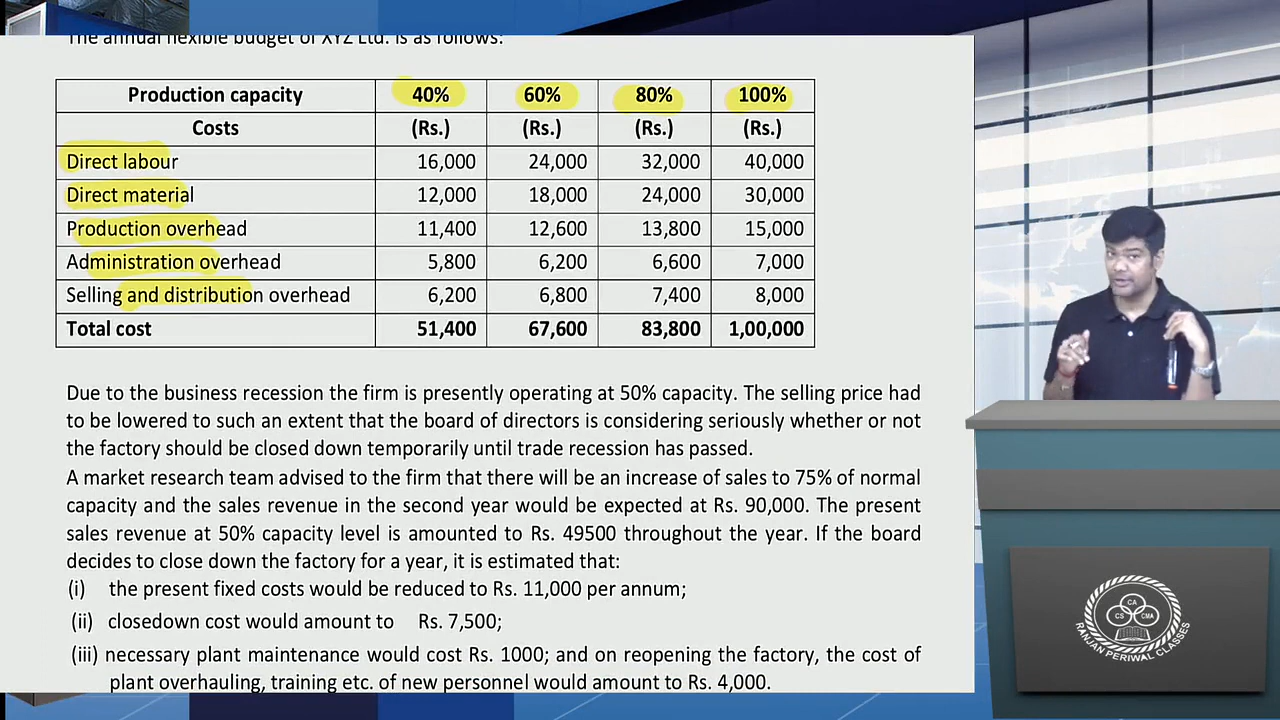 The annual flexible budget of XYZ Ltd. is as follows:
Production capacity 40% 60% 80% 100%
Costs (Rs.) (Rs.) (Rs.) (Rs.)
Direct labour 16,000 24,000 32,000 40,000
Direct material 12,000 18,000 24,000 30,000
Production overhead 11,400 12,600 13,800 15,000
Administration overhead 5,800 6,200 6,600 7,000
Selling and distribution overhead 6,200 6,800 7,400 8,000
Total cost 51,400 67,600 83,800 1,00,000
Due to the business recession the firm is presently operating at 50% capacity. The selling price had
to be lowered to such an extent that the board of directors is considering seriously whether or not
the factory should be closed down temporarily until trade recession has passed.
A market research team advised to the firm that there will be an increase of sales to 75% of normal
capacity and the sales revenue in the second year would be expected at Rs. 90,000. The present
sales revenue at 50% capacity level is amounted to Rs. 49500 throughout the year. If the board
decides to close down the factory for a year, it is estimated that:
(i) the present fixed costs would be reduced to Rs. 11,000 per annum;
(ii) closedown cost would amount to Rs. 7,500;
(iii) necessary plant maintenance would cost Rs. 1000; and on reopening the factory, the cost of
plant overhauling, training etc. of new personnel would amount to Rs. 4,000.
CA
CS CMA
RANJAN PERIWAL CLASSES